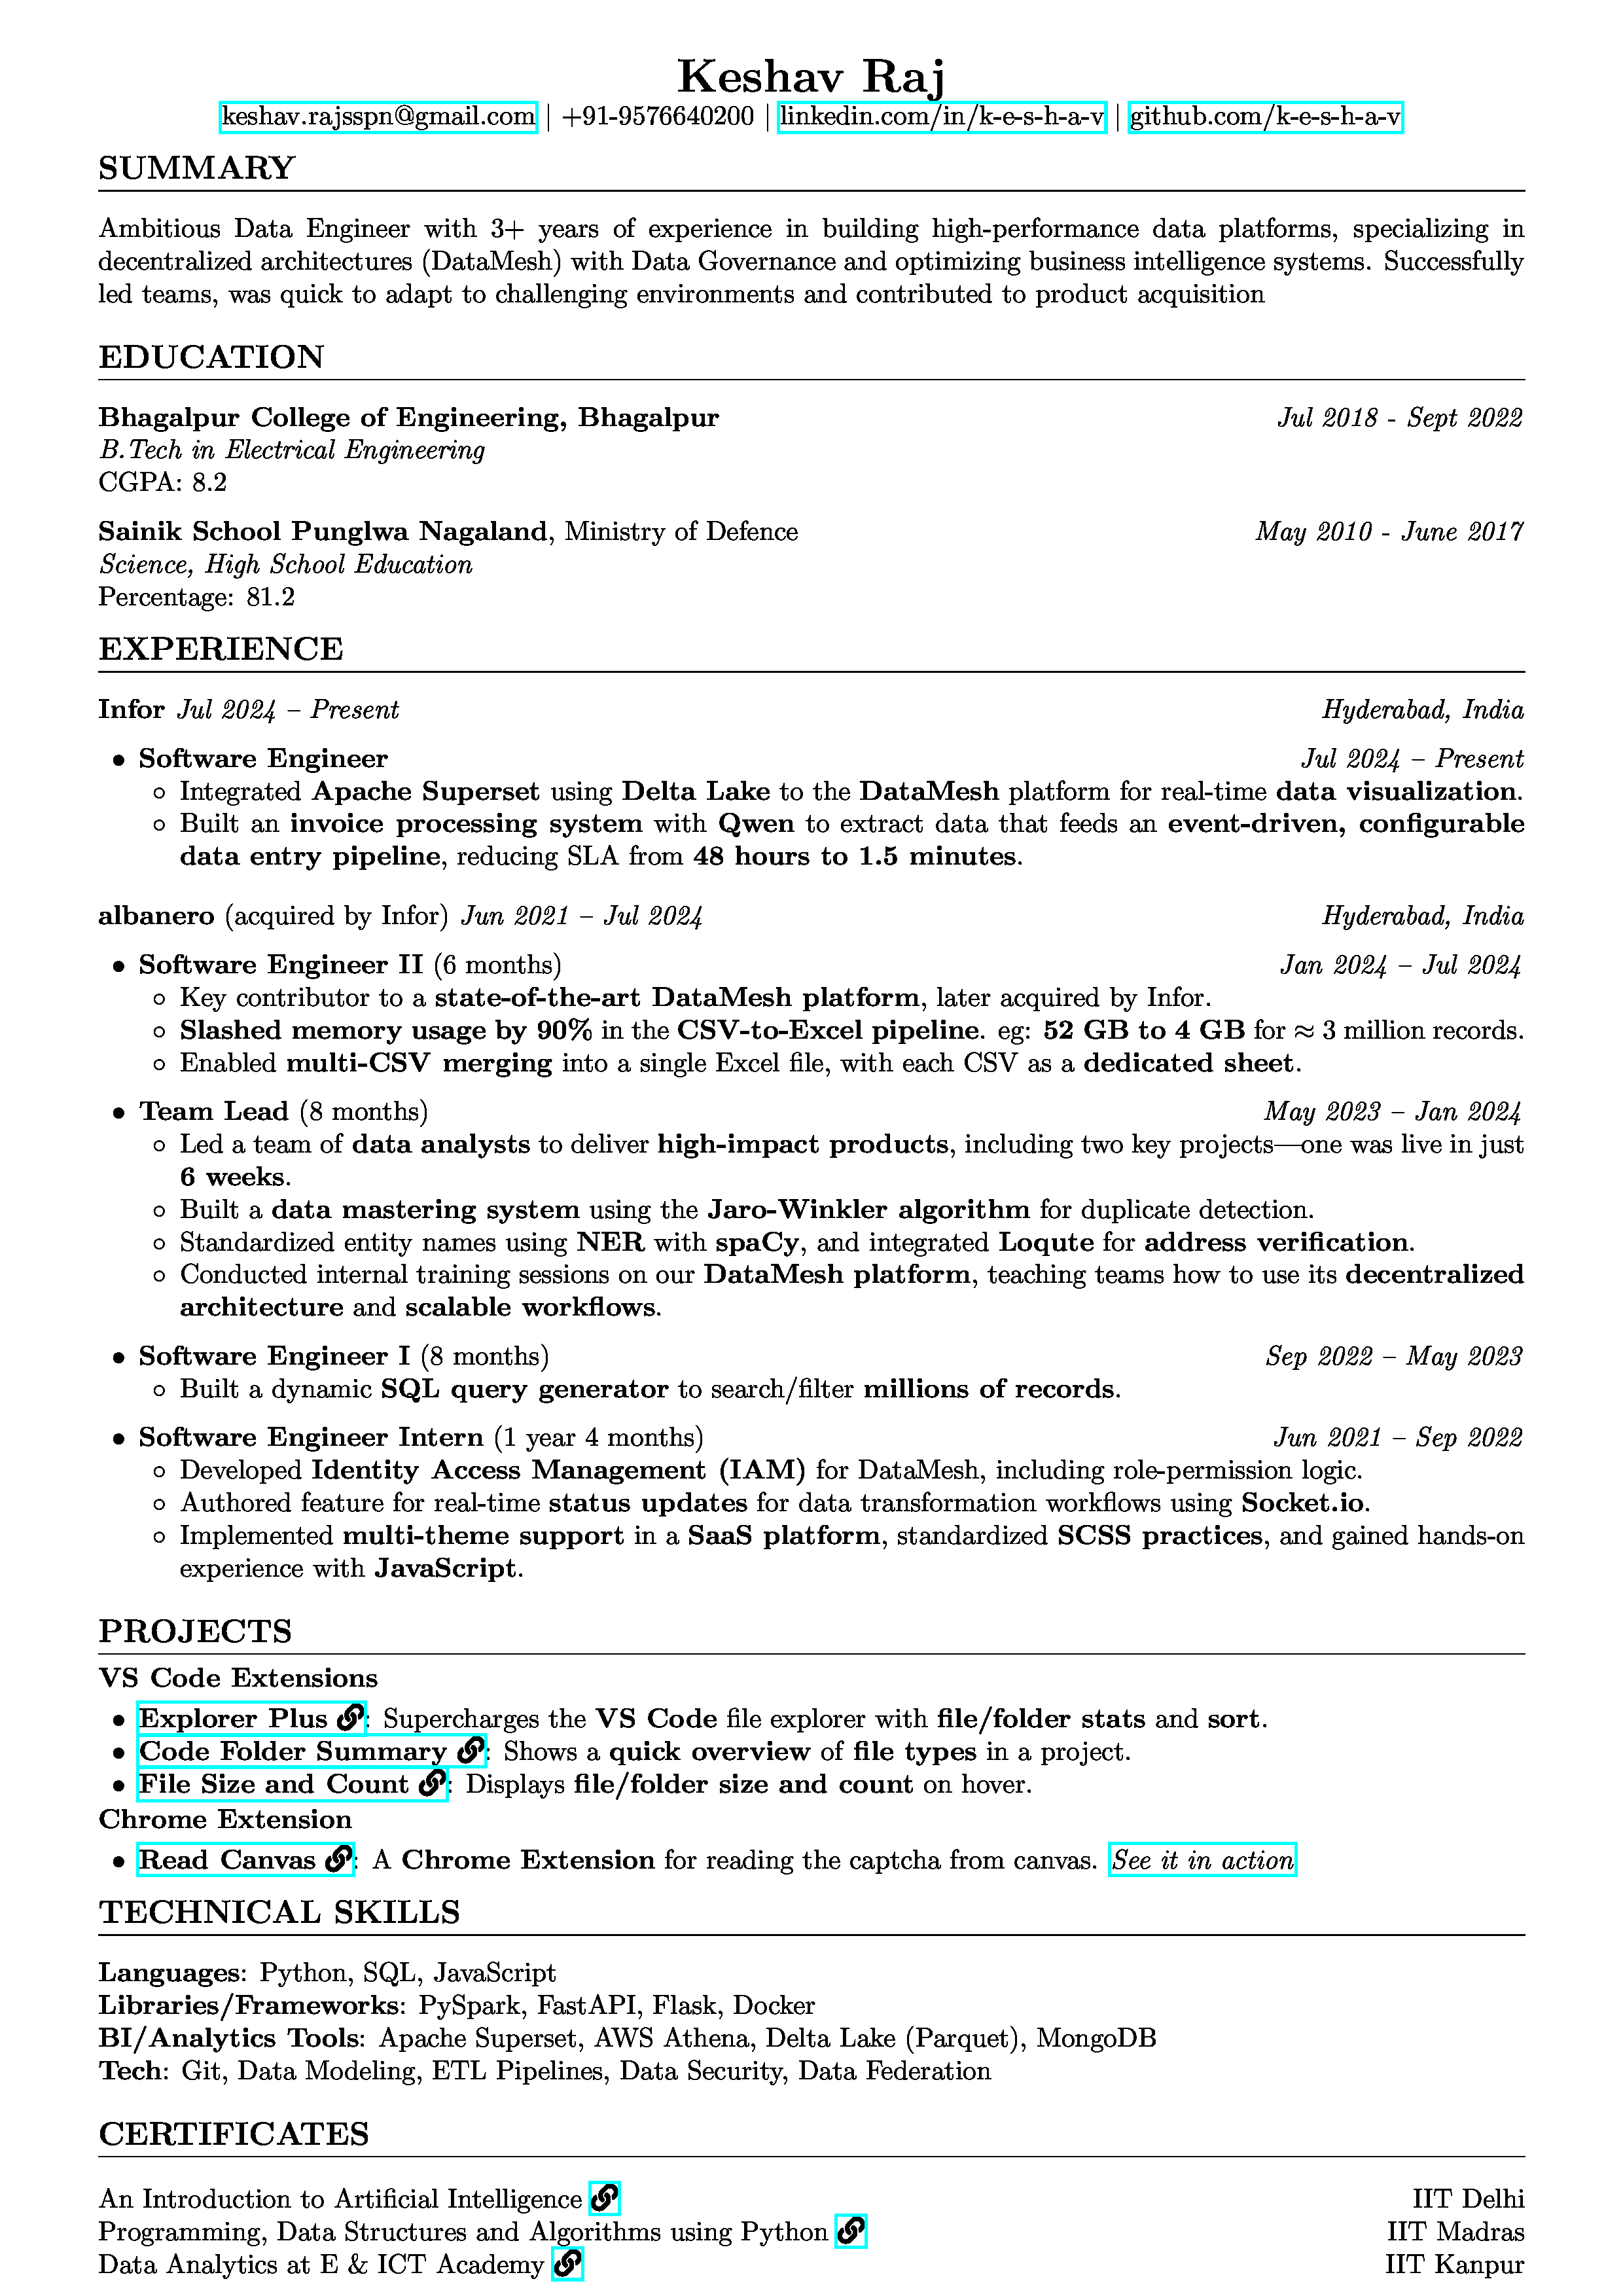 Keshav Raj
keshav.rajsspn@gmail.com | +91-9576640200 | linkedin.com/in/k-e-s-h-a-v | github.com/k-e-s-h-a-v
SUMMARY
Ambitious Data Engineer with 3+ years of experience in building high-performance data platforms, specializing in
decentralized architectures (DataMesh) with Data Governance and optimizing business intelligence systems. Successfully
led teams, was quick to adapt to challenging environments and contributed to product acquisition
EDUCATION
Bhagalpur College of Engineering, Bhagalpur Jul 2018 - Sept 2022
B.Tech in Electrical Engineering
CGPA: 8.2
Sainik School Punglwa Nagaland, Ministry of Defence May 2010 - June 2017
Science, High School Education
Percentage: 81.2
EXPERIENCE
Infor Jul 2024 – Present Hyderabad, India
• Software Engineer Jul 2024 – Present
◦ Integrated Apache Superset using Delta Lake to the DataMesh platform for real-time data visualization.
◦ Built an invoice processing system with Qwen to extract data that feeds an event-driven, configurable
data entry pipeline, reducing SLA from 48 hours to 1.5 minutes.
albanero (acquired by Infor) Jun 2021 – Jul 2024 Hyderabad, India
• Software Engineer II (6 months) Jan 2024 – Jul 2024
◦ Key contributor to a state-of-the-art DataMesh platform, later acquired by Infor.
◦ Slashed memory usage by 90% in the CSV-to-Excel pipeline. eg: 52 GB to 4 GB for ≈ 3 million records.
◦ Enabled multi-CSV merging into a single Excel file, with each CSV as a dedicated sheet.
• Team Lead (8 months) May 2023 – Jan 2024
◦ Led a team of data analysts to deliver high-impact products, including two key projects—one was live in just
6 weeks.
◦ Built a data mastering system using the Jaro-Winkler algorithm for duplicate detection.
◦ Standardized entity names using NER with spaCy, and integrated Loqute for address verification.
◦ Conducted internal training sessions on our DataMesh platform, teaching teams how to use its decentralized
architecture and scalable workflows.
• Software Engineer I (8 months) Sep 2022 – May 2023
◦ Built a dynamic SQL query generator to search/filter millions of records.
• Software Engineer Intern (1 year 4 months) Jun 2021 – Sep 2022
◦ Developed Identity Access Management (IAM) for DataMesh, including role-permission logic.
◦ Authored feature for real-time status updates for data transformation workflows using Socket.io.
◦ Implemented multi-theme support in a SaaS platform, standardized SCSS practices, and gained hands-on
experience with JavaScript.
PROJECTS
VS Code Extensions
• Explorer Plus : Supercharges the VS Code file explorer with file/folder stats and sort.
• Code Folder Summary : Shows a quick overview of file types in a project.
• File Size and Count : Displays file/folder size and count on hover.
Chrome Extension
• Read Canvas : A Chrome Extension for reading the captcha from canvas. See it in action
TECHNICAL SKILLS
Languages: Python, SQL, JavaScript
Libraries/Frameworks: PySpark, FastAPI, Flask, Docker
BI/Analytics Tools: Apache Superset, AWS Athena, Delta Lake (Parquet), MongoDB
Tech: Git, Data Modeling, ETL Pipelines, Data Security, Data Federation
CERTIFICATES
An Introduction to Artificial Intelligence IIT Delhi
Programming, Data Structures and Algorithms using Python IIT Madras
Data Analytics at E & ICT Academy IIT Kanpur